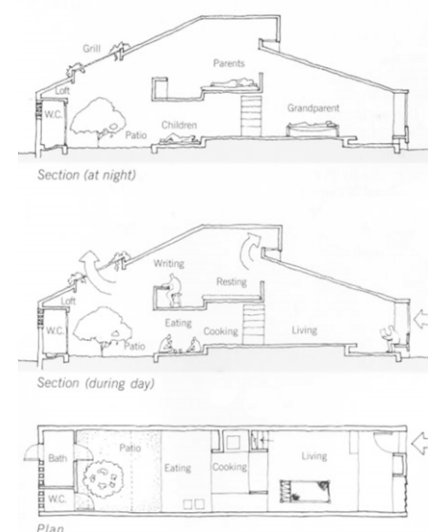 Grill
Parents
Loft
W.C.
Grandparent
Children
Patio
Section (at night)
Writing
Resting
Loft
W.C.
Eating
Cooking
Living
Patio
Section (during day)
Patio
Bath
Eating
Cooking
Living
W.C.
Plan